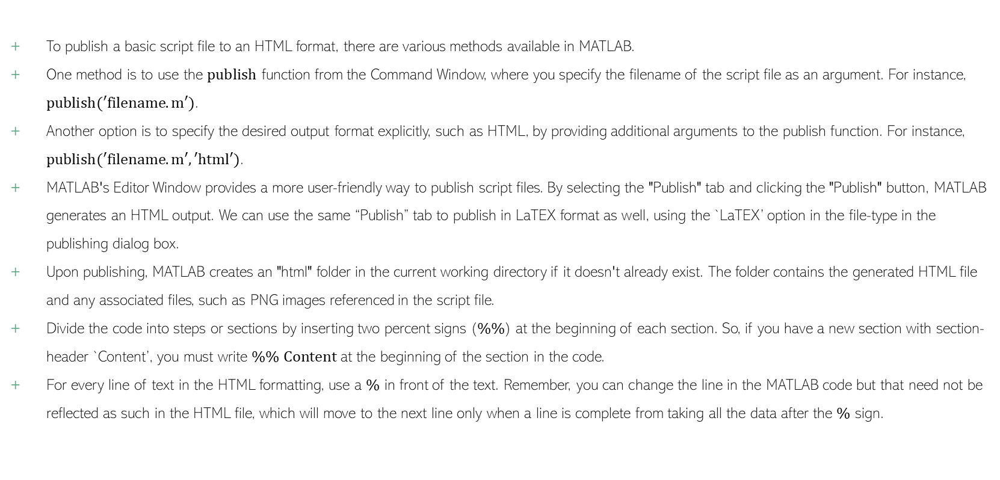 + To publish a basic script file to an HTML format, there are various methods available in MATLAB.
+ One method is to use the publish function from the Command Window, where you specify the filename of the script file as an argument. For instance,
publish(′filename. m′).
+ Another option is to specify the desired output format explicitly, such as HTML, by providing additional arguments to the publish function. For instance,
publish(′filename. m′, ′html′).
+ MATLAB's Editor Window provides a more user-friendly way to publish script files. By selecting the "Publish" tab and clicking the "Publish" button, MATLAB
generates an HTML output. We can use the same “Publish” tab to publish in LaTEX format as well, using the `LaTEX’ option in the file-type in the
publishing dialog box.
+ Upon publishing, MATLAB creates an "html" folder in the current working directory if it doesn't already exist. The folder contains the generated HTML file
and any associated files, such as PNG images referenced in the script file.
+ Divide the code into steps or sections by inserting two percent signs (%%) at the beginning of each section. So, if you have a new section with section-
header `Content’, you must write %% Content at the beginning of the section in the code.
+ For every line of text in the HTML formatting, use a % in front of the text. Remember, you can change the line in the MATLAB code but that need not be
reflected as such in the HTML file, which will move to the next line only when a line is complete from taking all the data after the % sign.